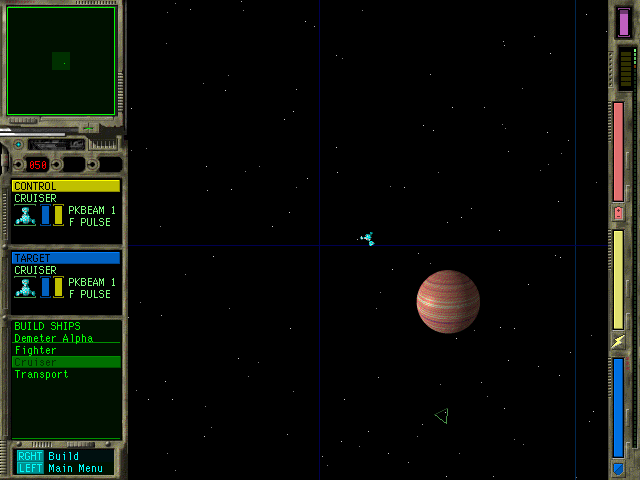 050
CONTROL
CRUISER
PKBEAM 1
F PULSE
TARGET
CRUISER
PKBEAM 1
F PULSE
BUILD SHIPS
Demeter Alpha
Fighter
Cruiser
Transport
RGHT Build
LEFT Main Menu